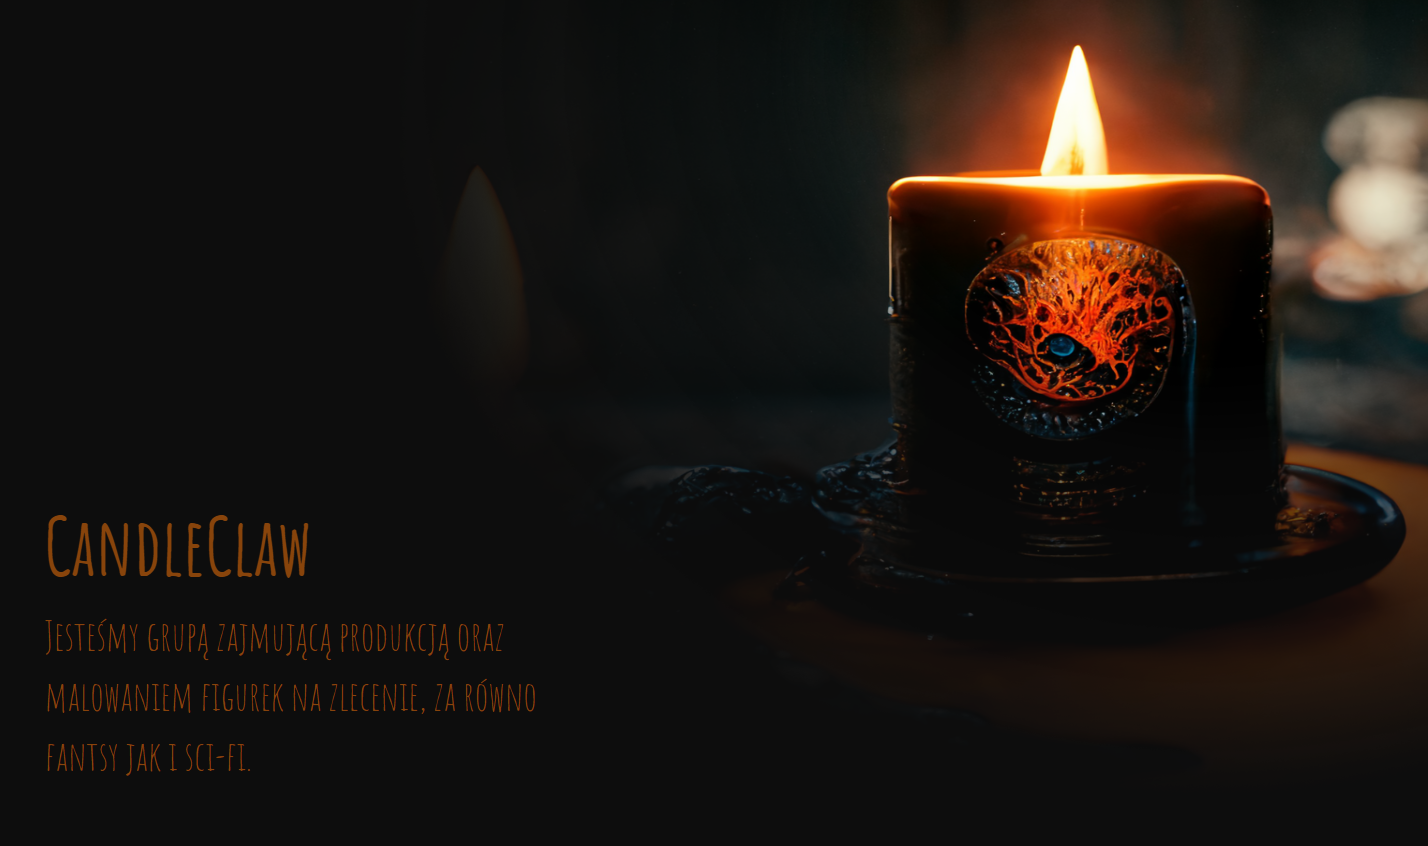 CandleClaw
Jesteśmy grupą zajmującą produkcją oraz
malowaniem figurek na zlecenie, za równo
fantsy jak i sci-fi.